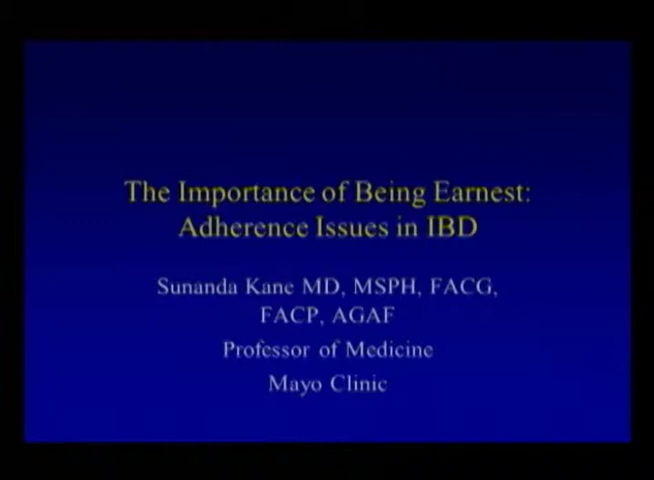 The Importance of Being Earnest:
Adherence Issues in IBD
Sunanda Kane MD, MSPH, FACG,
FACP, AGAF
Professor of Medicine
Mayo Clinic